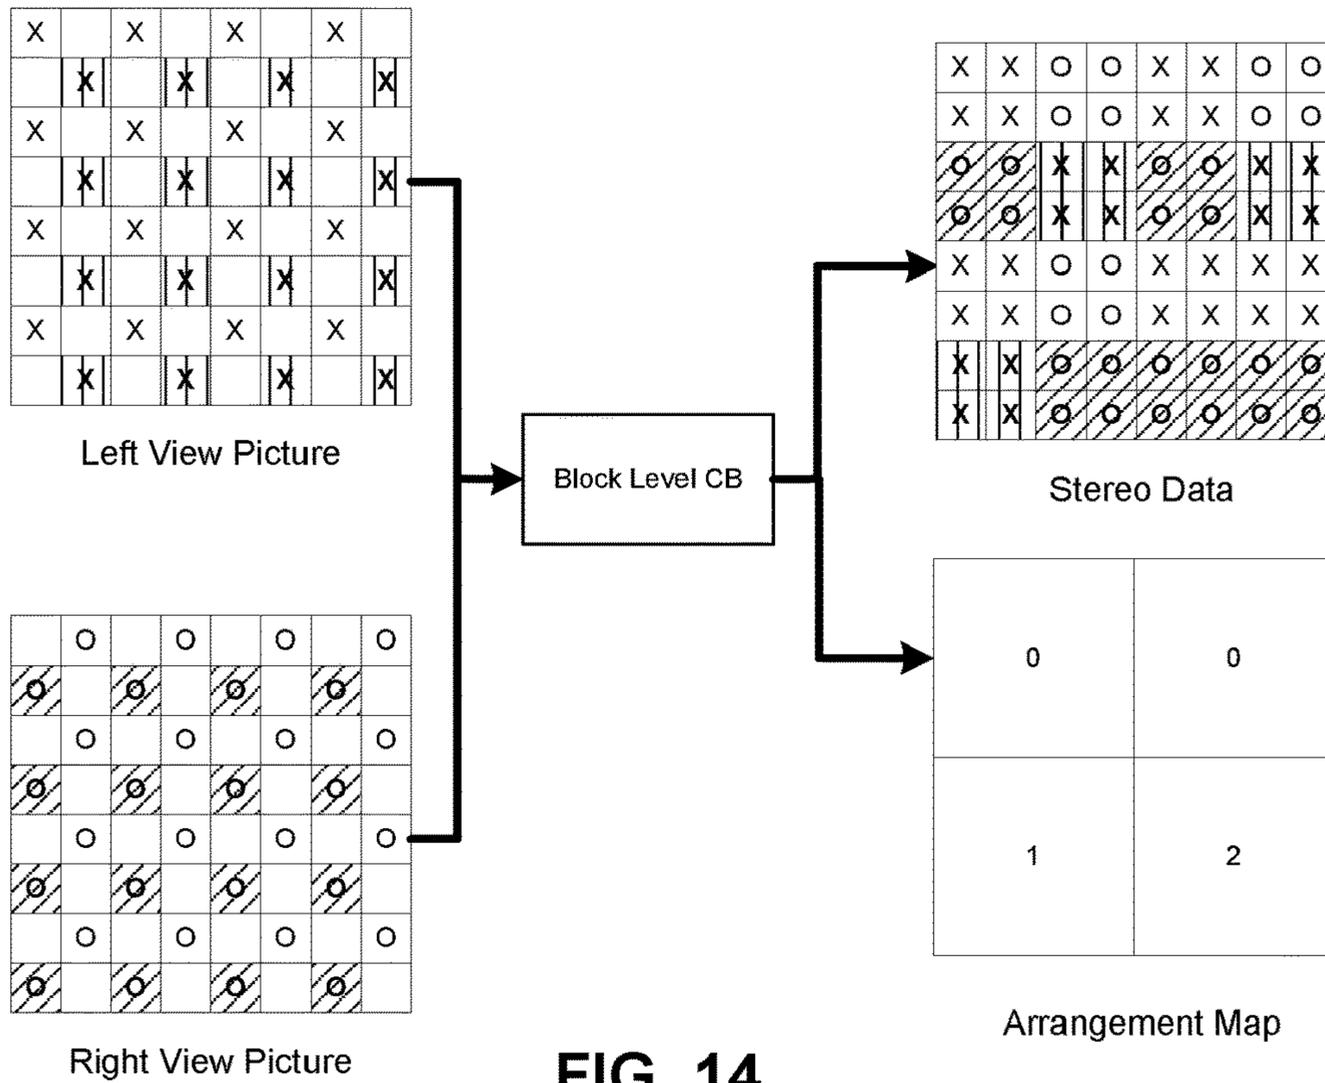 X X X X
X X X X
X X X X
X X X X
X X X X
X X X X
X X X X
X X X X
Left View Picture
O O O O
O O O O
O O O O
O O O O
O O O O
O O O O
O O O O
O O O O
Right View Picture
Block Level CB
X X O O X X O O
X X O O X X O O
O O X X O O X X
O O X X O O X X
X X O O X X X X
X X O O X X X X
X X O O O O O O
X X O O O O O O
Stereo Data
0 0
1 2
Arrangement Map
FIG. 14